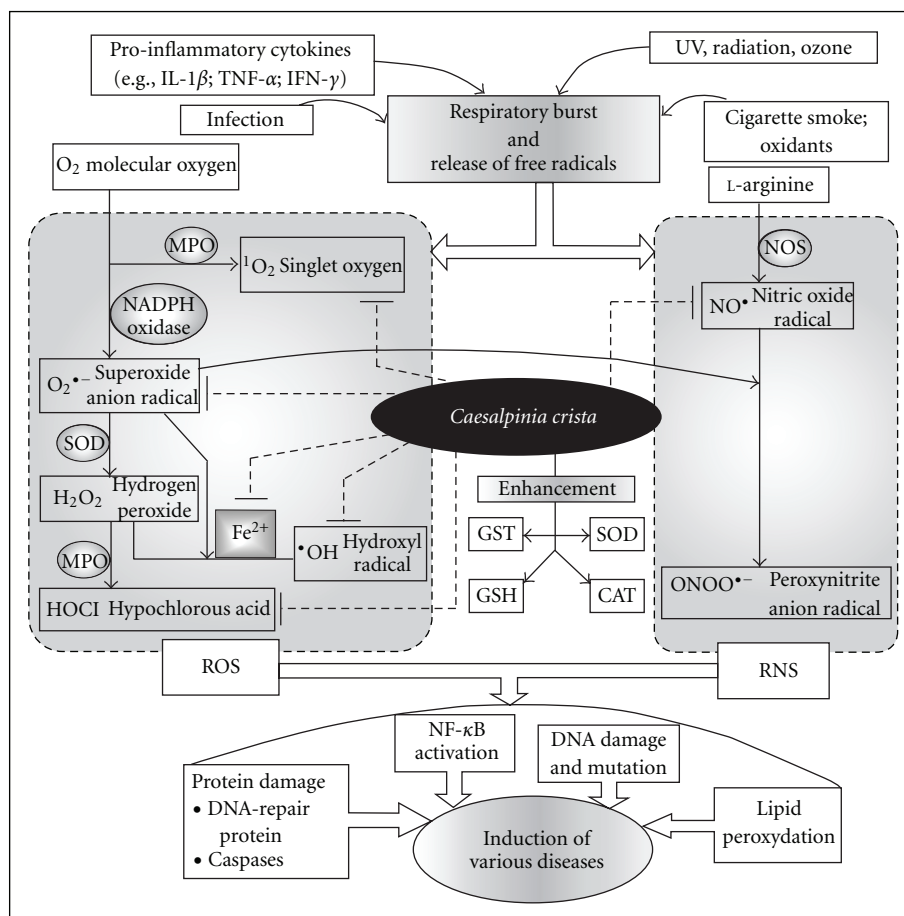 Pro-inflammatory cytokines
(e.g., IL-1β; TNF-α; IFN-γ)
UV, radiation, ozone
Infection
Respiratory burst
and
release of free radicals
Cigarette smoke;
oxidants
O₂ molecular oxygen
L-arginine
MPO
¹O₂ Singlet oxygen
NOS
NADPH
oxidase
NO• Nitric oxide
radical
O₂•− Superoxide
anion radical
Caesalpinia crista
SOD
H₂O₂ Hydrogen
peroxide
Enhancement
Fe²⁺
GST
SOD
•OH Hydroxyl
radical
MPO
GSH
CAT
HOCI Hypochlorous acid
ONOO•− Peroxynitrite
anion radical
ROS
RNS
NF-κB
activation
DNA damage
and mutation
Protein damage
• DNA-repair
protein
• Caspases
Lipid
peroxydation
Induction of
various diseases